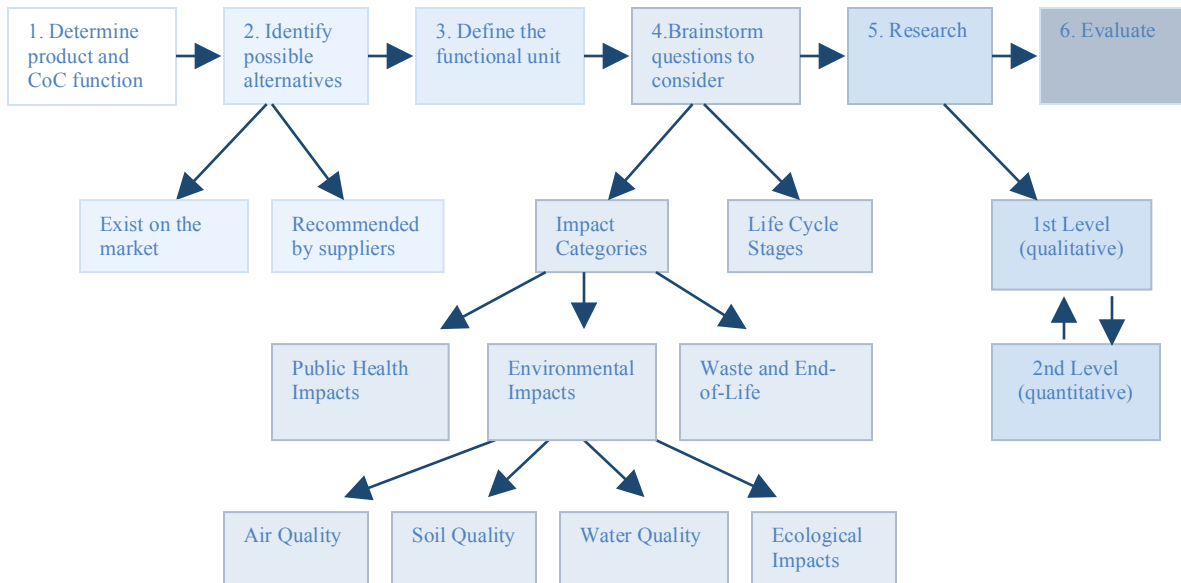 1. Determine
product and
CoC function
2. Identify
possible
alternatives
3. Define the
functional unit
4.Brainstorm
questions to
consider
5. Research
6. Evaluate
Exist on the
market
Recommended
by suppliers
Impact
Categories
Life Cycle
Stages
1st Level
(qualitative)
Public Health
Impacts
Environmental
Impacts
Waste and End-
of-Life
2nd Level
(quantitative)
Air Quality
Soil Quality
Water Quality
Ecological
Impacts